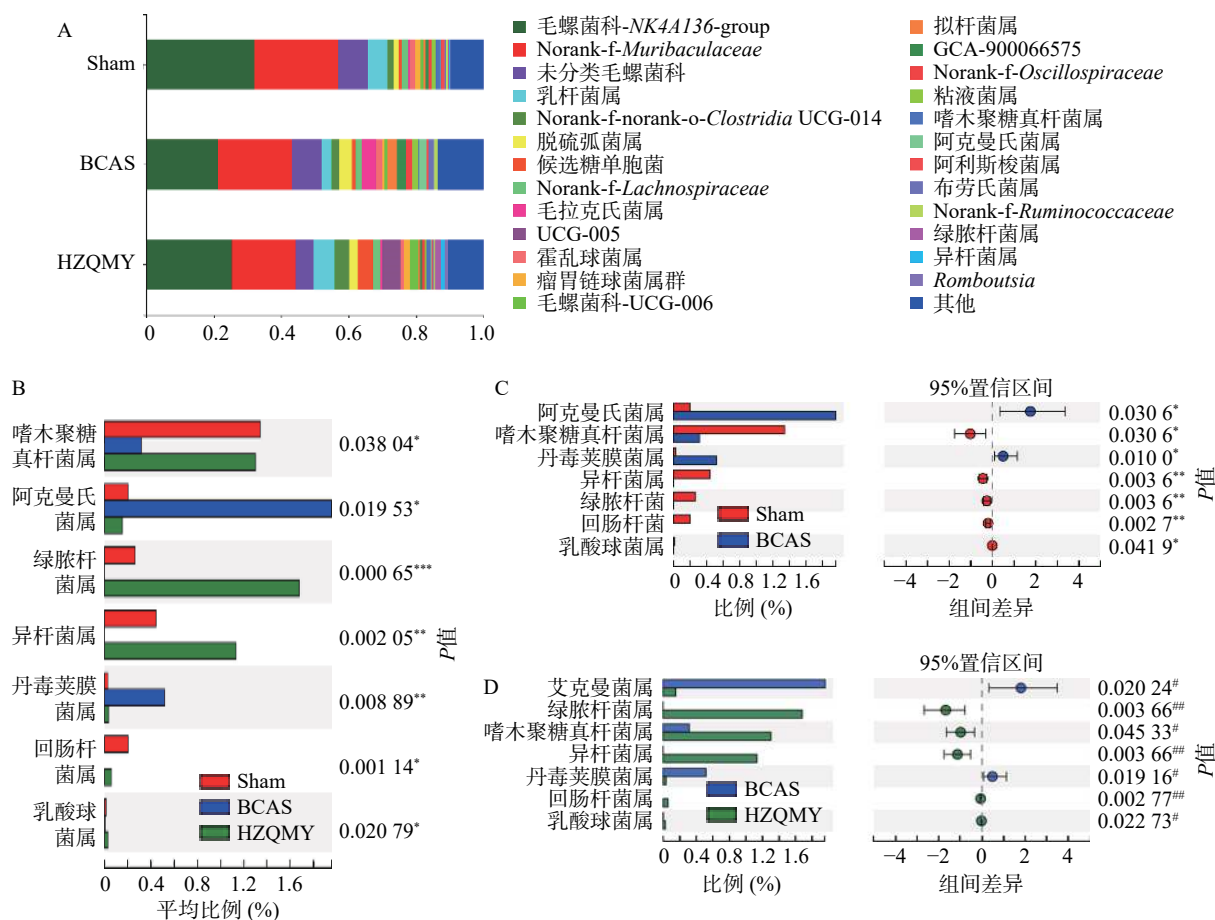 A
Sham
BCAS
HZQMY
0 0.2 0.4 0.6 0.8 1.0
毛螺菌科-NK4A136-group
Norank-f-Muribaculaceae
未分类毛螺菌科
乳杆菌属
Norank-f-norank-o-Clostridia UCG-014
脱硫弧菌属
候选糖单胞菌
Norank-f-Lachnospiraceae
毛拉克氏菌属
UCG-005
霍乱球菌属
瘤胃链球菌属群
毛螺菌科-UCG-006
拟杆菌属
GCA-900066575
Norank-f-Oscillospiraceae
粘液菌属
嗜木聚糖真杆菌属
阿克曼氏菌属
阿利斯梭菌属
布劳氏菌属
Norank-f-Ruminococcaceae
绿脓杆菌属
异杆菌属
Romboutsia
其他
B
嗜木聚糖
真杆菌属
0.038 04*
阿克曼氏
菌属
0.019 53*
绿脓杆
菌属
0.000 65***
异杆菌属
0.002 05**
丹毒荚膜
菌属
0.008 89**
回肠杆
菌属
0.001 14*
乳酸球
菌属
0.020 79*
P值
Sham
BCAS
HZQMY
0 0.4 0.8 1.2 1.6
平均比例 (%)
C
95%置信区间
阿克曼氏菌属
0.030 6*
嗜木聚糖真杆菌属
0.030 6*
丹毒荚膜菌属
0.010 0*
异杆菌属
0.003 6**
绿脓杆菌
0.003 6**
回肠杆菌
0.002 7**
乳酸球菌属
0.041 9*
Sham
BCAS
P值
0 0.4 0.8 1.2 1.6
比例 (%)
−4 −2 0 2 4
组间差异
D
95%置信区间
艾克曼菌属
0.020 24#
绿脓杆菌属
0.003 66##
嗜木聚糖真杆菌属
0.045 33#
异杆菌属
0.003 66##
丹毒荚膜菌属
0.019 16#
回肠杆菌属
0.002 77##
乳酸球菌属
0.022 73#
BCAS
HZQMY
P值
0 0.4 0.8 1.2 1.6
比例 (%)
−4 −2 0 2 4
组间差异